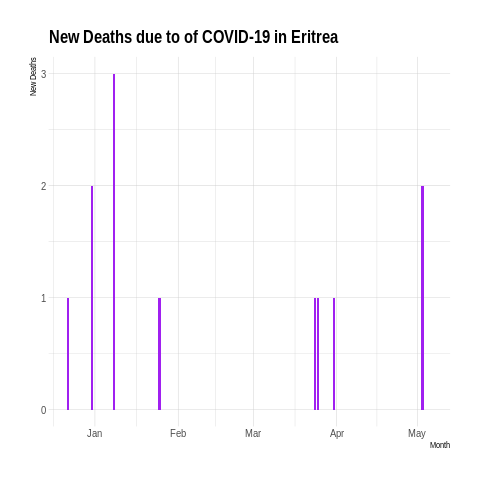 New Deaths due to of COVID-19 in Eritrea
New Deaths
3
2
1
0
Jan Feb Mar Apr May
Month